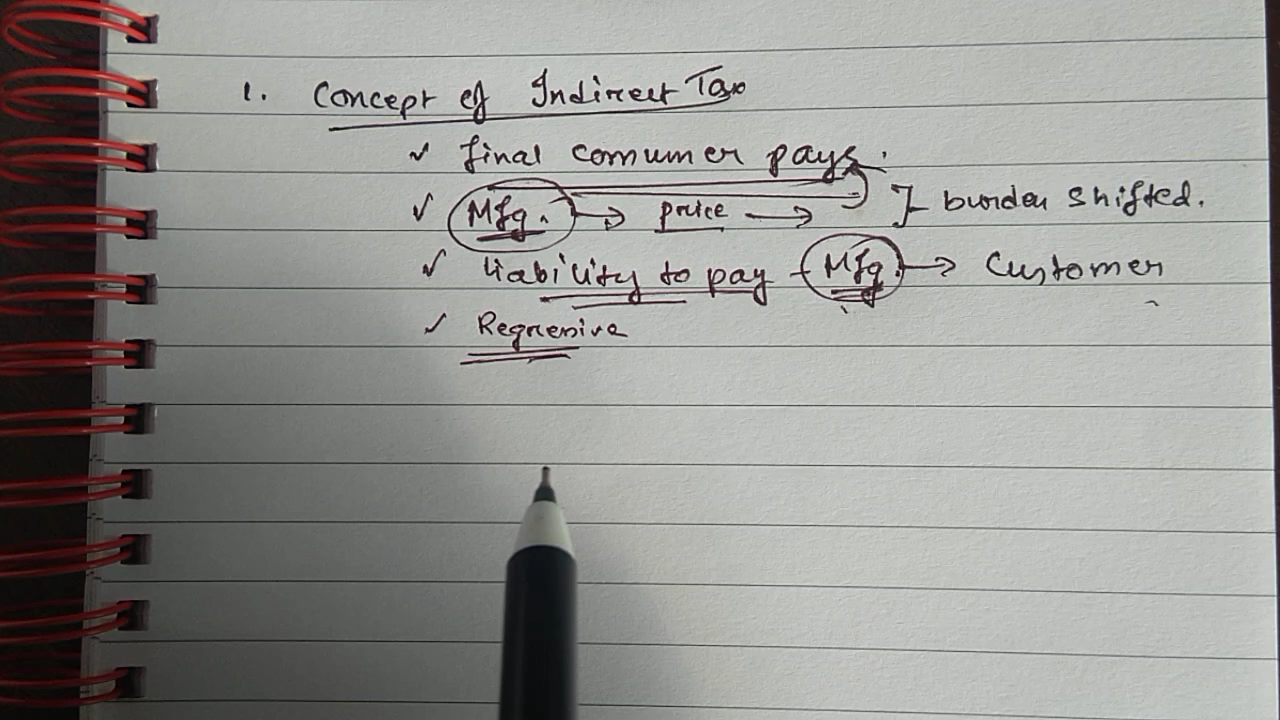 1. Concept of Indirect Tax
✓ final consumer pays.
✓ Mfg. → price → } burden shifted.
✓ liability to pay - Mfg. → Customer
✓ Regressive